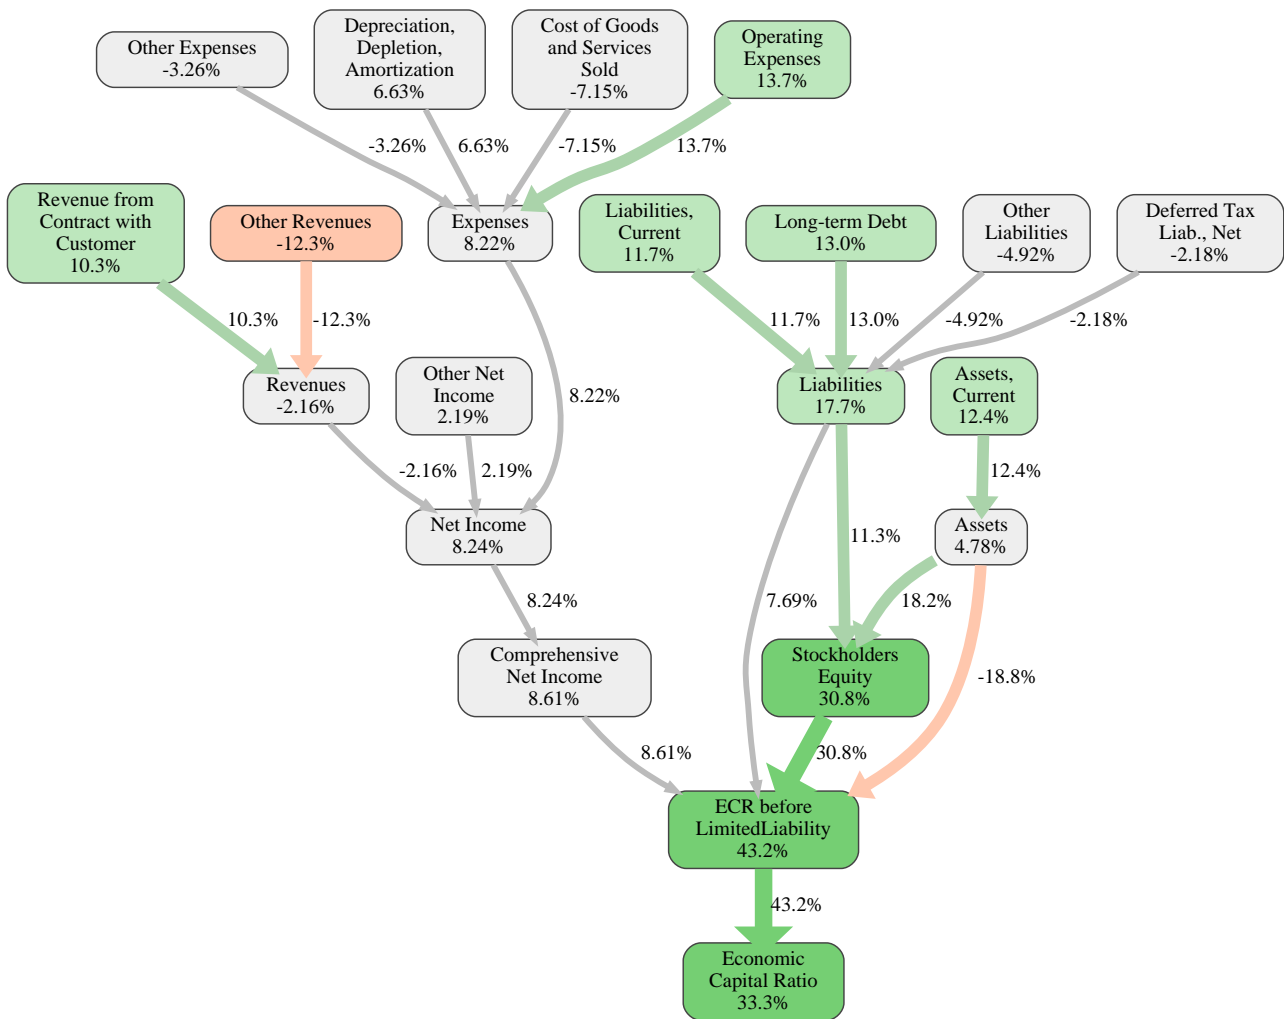 Other Expenses
-3.26%
Depreciation,
Depletion,
Amortization
6.63%
Cost of Goods
and Services
Sold
-7.15%
Operating
Expenses
13.7%
-3.26%
6.63%
-7.15%
13.7%
Revenue from
Contract with
Customer
10.3%
Other Revenues
-12.3%
Expenses
8.22%
Liabilities,
Current
11.7%
Long-term Debt
13.0%
Other
Liabilities
-4.92%
Deferred Tax
Liab., Net
-2.18%
10.3%
-12.3%
11.7%
13.0%
-4.92%
-2.18%
Revenues
-2.16%
Other Net
Income
2.19%
8.22%
Liabilities
17.7%
Assets,
Current
12.4%
-2.16%
2.19%
12.4%
Net Income
8.24%
11.3%
Assets
4.78%
8.24%
7.69%
18.2%
Comprehensive
Net Income
8.61%
Stockholders
Equity
30.8%
-18.8%
8.61%
30.8%
ECR before
LimitedLiability
43.2%
43.2%
Economic
Capital Ratio
33.3%